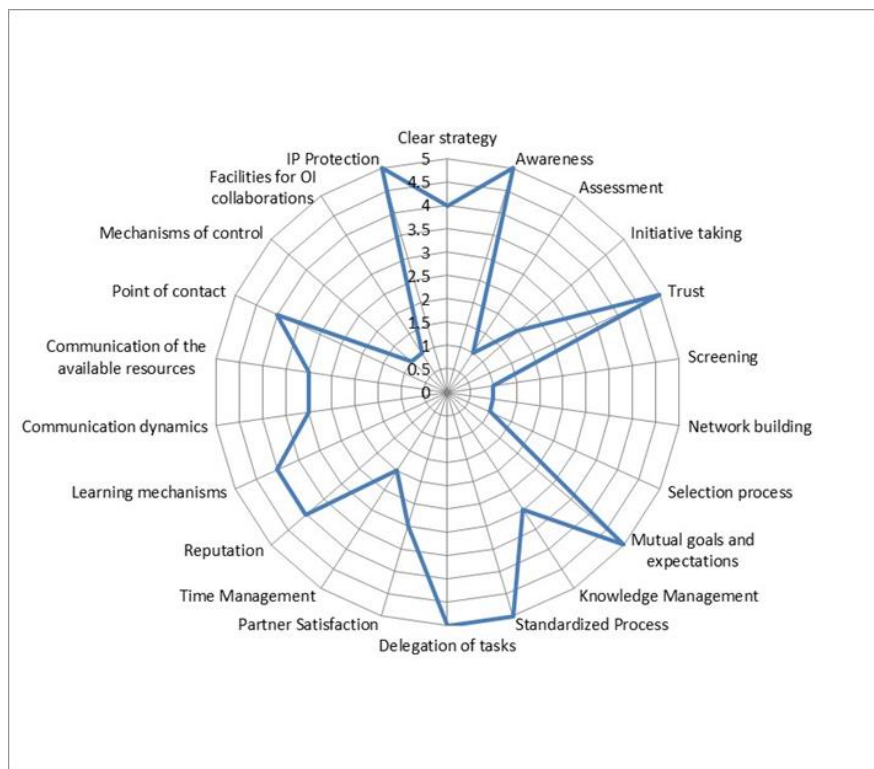 Clear strategy
Awareness
Assessment
Initiative taking
Trust
Screening
Network building
Selection process
Mutual goals and
expectations
Knowledge Management
Standardized Process
Delegation of tasks
Partner Satisfaction
Time Management
Reputation
Learning mechanisms
Communication dynamics
Communication of the
available resources
Point of contact
Mechanisms of control
Facilities for OI
collaborations
IP Protection
5
4.5
4
3.5
3
2.5
2
1.5
1
0.5
0